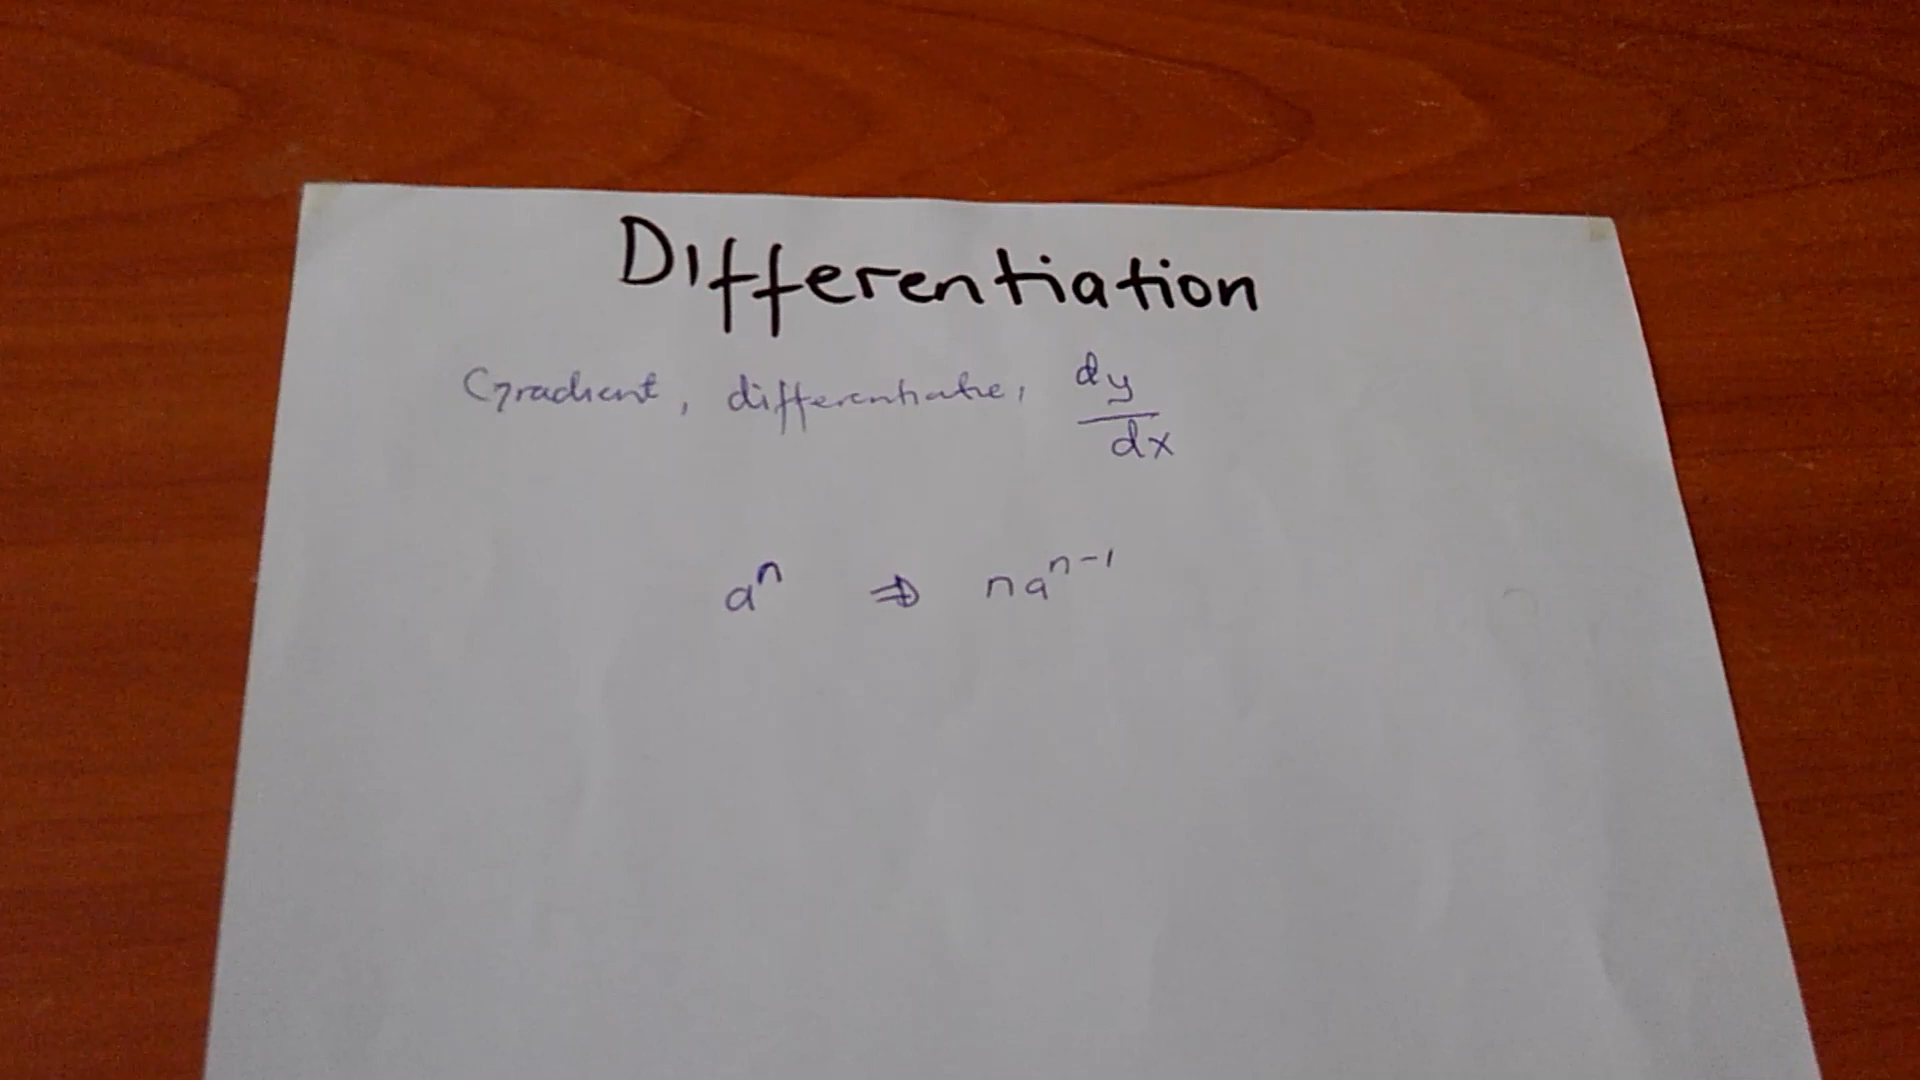 Differentiation
Gradient, differentiate, dy/dx
aⁿ ⇒ naⁿ⁻¹